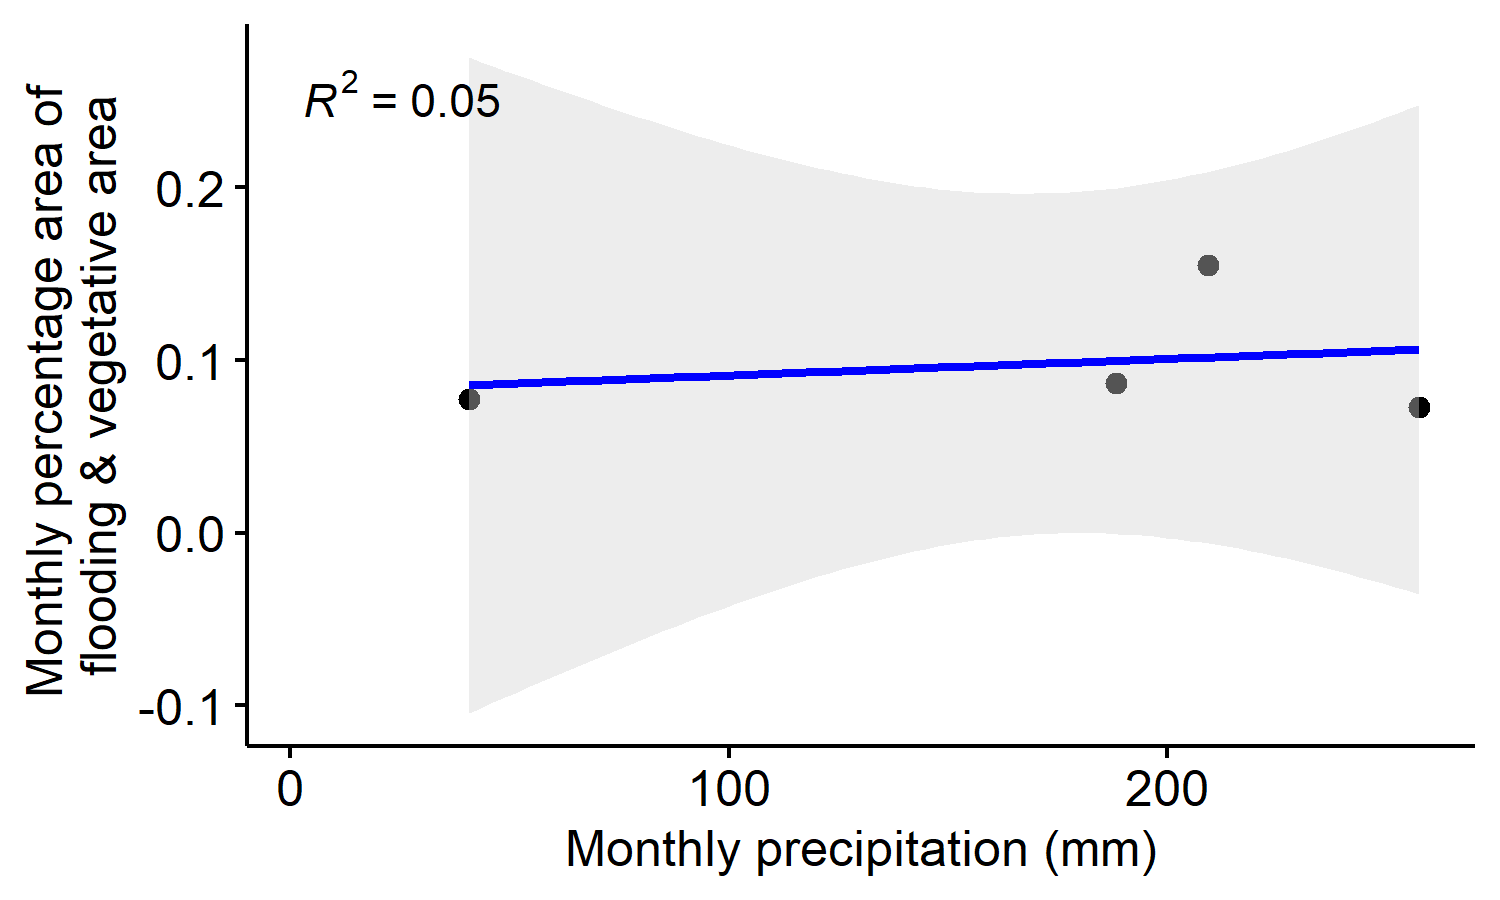 Monthly percentage area of
flooding & vegetative area
R² = 0.05
0.2
0.1
0.0
-0.1
0
100
200
Monthly precipitation (mm)